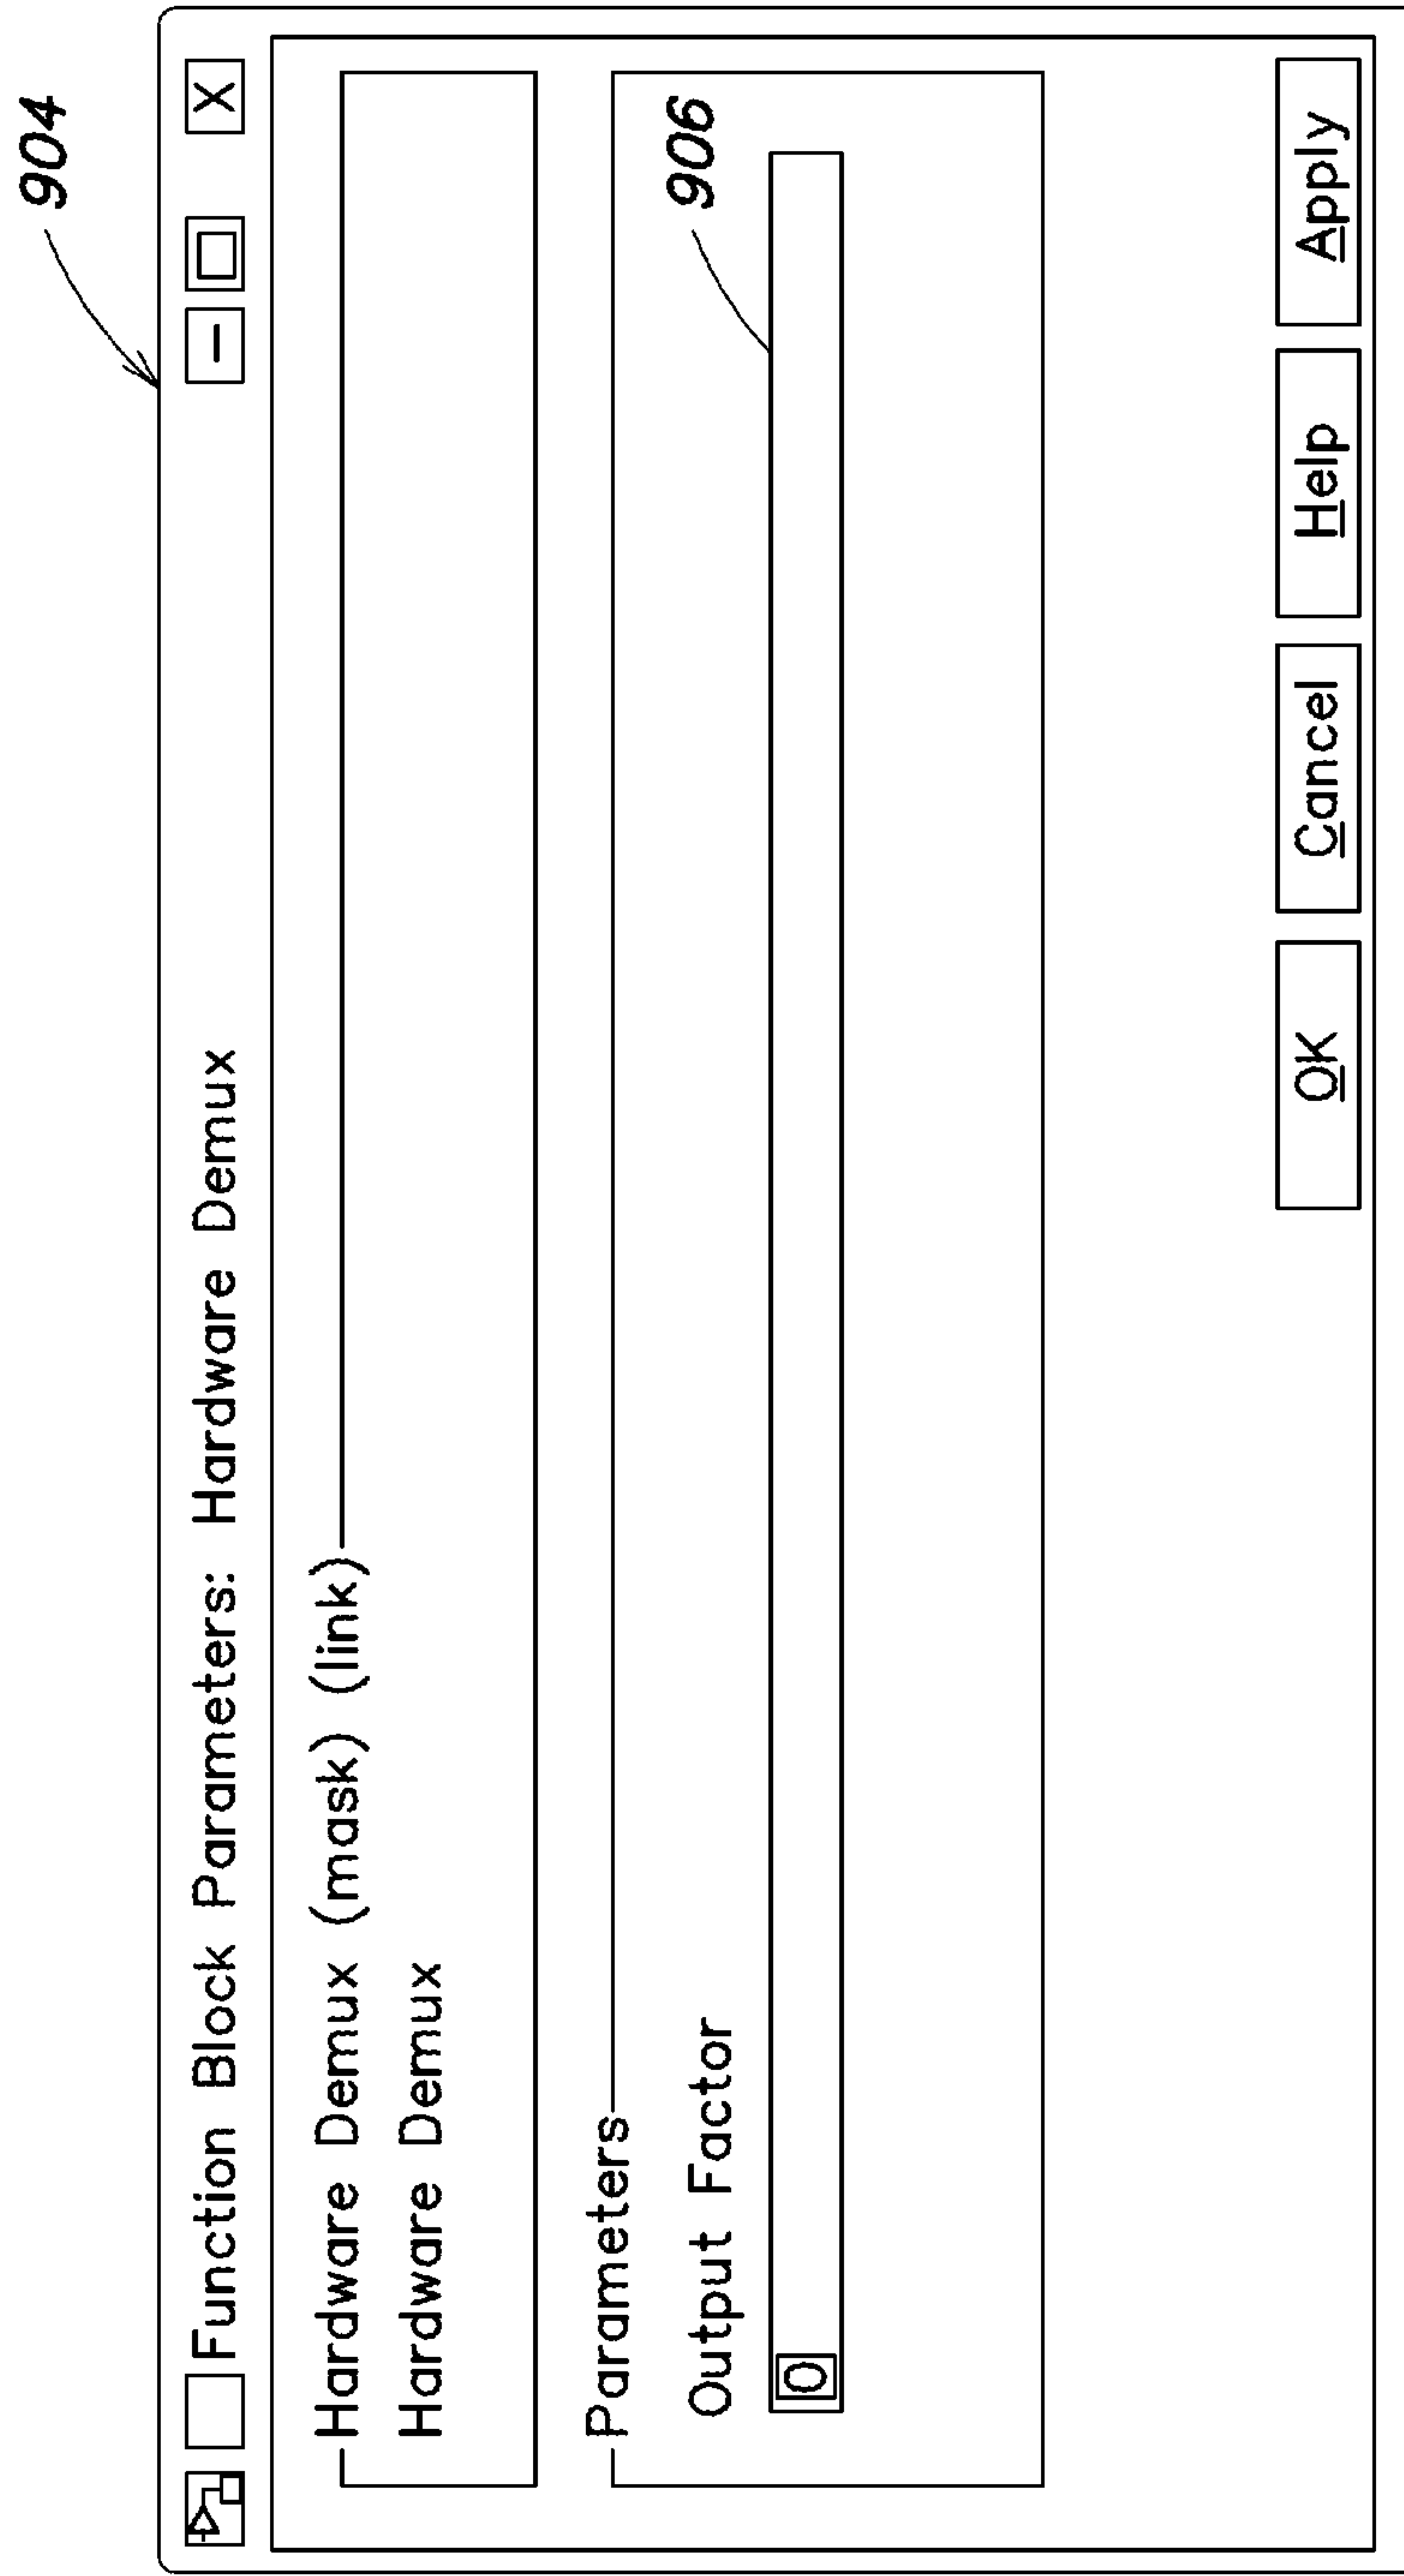 904
Function Block Parameters: Hardware Demux
X
Hardware Demux (mask) (link)
Hardware Demux
Parameters
Output Factor
906
0
OK
Cancel
Help
Apply